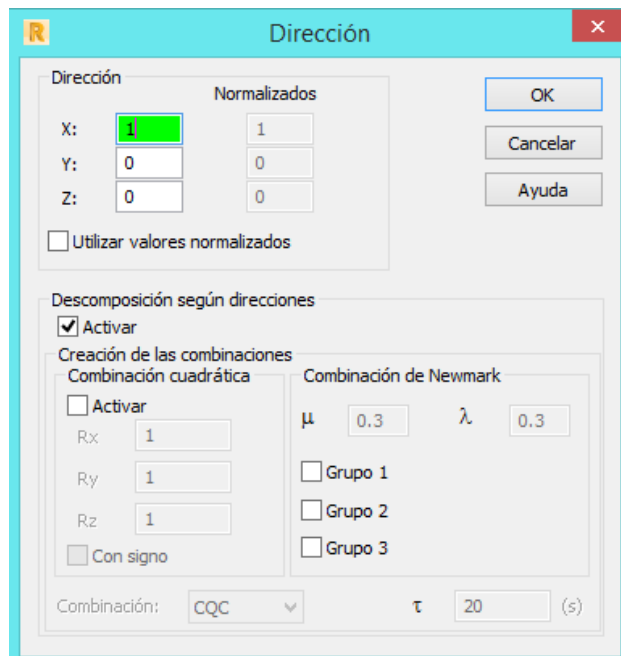 R Dirección ×
Dirección
Normalizados
X: 1 1
Y: 0 0
Z: 0 0
Utilizar valores normalizados
OK
Cancelar
Ayuda
Descomposición según direcciones
Activar
Creación de las combinaciones
Combinación cuadrática
Activar
Rx 1
Ry 1
Rz 1
Con signo
Combinación de Newmark
μ 0.3 λ 0.3
Grupo 1
Grupo 2
Grupo 3
Combinación: CQC τ 20 (s)